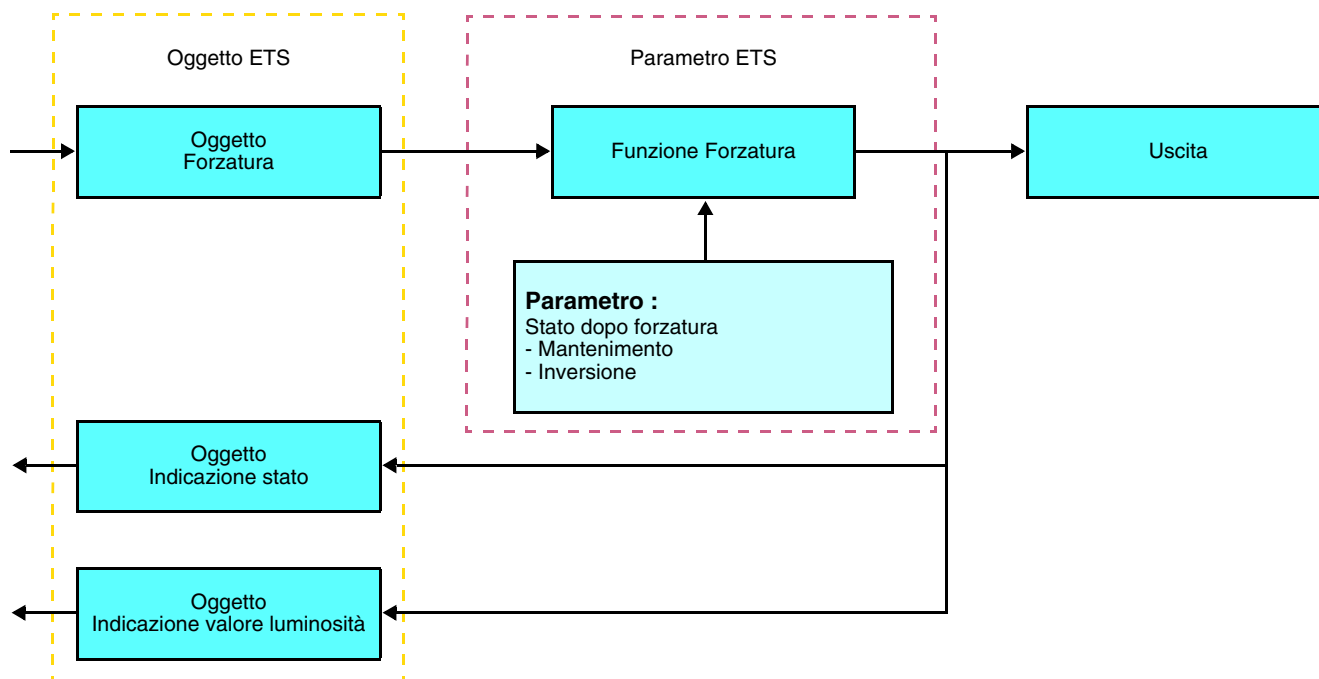 Oggetto ETS
Parametro ETS
Oggetto
Forzatura
Funzione Forzatura
Uscita
Parametro :
Stato dopo forzatura
- Mantenimento
- Inversione
Oggetto
Indicazione stato
Oggetto
Indicazione valore luminosità